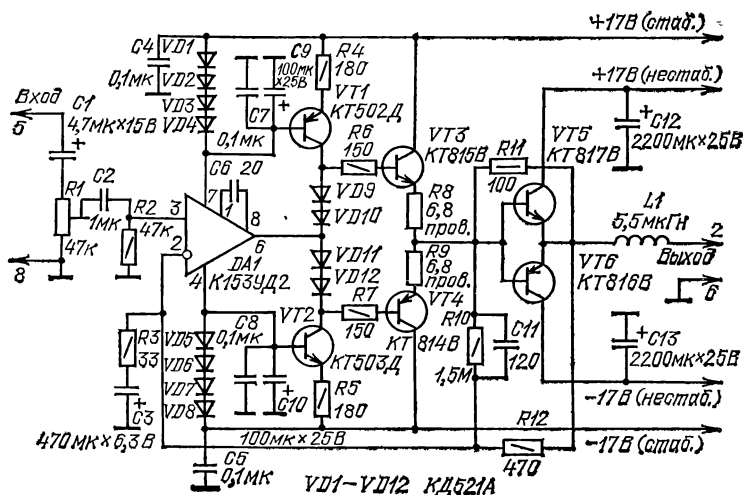 +17В (стаб.)
C4
0,1мк
VD1
VD2
VD3
VD4
C9
100мк
×25В
R4
180
VT1
КТ502Д
+17В (нестаб.)
Вход
5
C1
4,7мк×15В
C7
0,1мк
R6
150
VT3
КТ815В
R11
100
VT5
КТ817В
C12
2200мк×25В
C6 20
R1
47к
C2
1мк
R2
47к
7
1
8
3
2
6
4
DA1
К153УД2
VD9
VD10
VD11
VD12
R8
6,8
пров.
R9
6,8
пров.
L1
5,5мкГн
2
Выход
VT6
КТ816В
6
8
R3
33
C3
470мк×6,3В
VD5
VD6
VD7
VD8
C8
0,1мк
VT2
КТ503Д
R7
150
VT4
КТ814В
R10
1,5М
C11
120
C13
2200мк×25В
C10
100мк×25В
R5
180
-17В (нестаб.)
R12
470
-17В (стаб.)
C5
0,1мк
VD1-VD12 КД521А